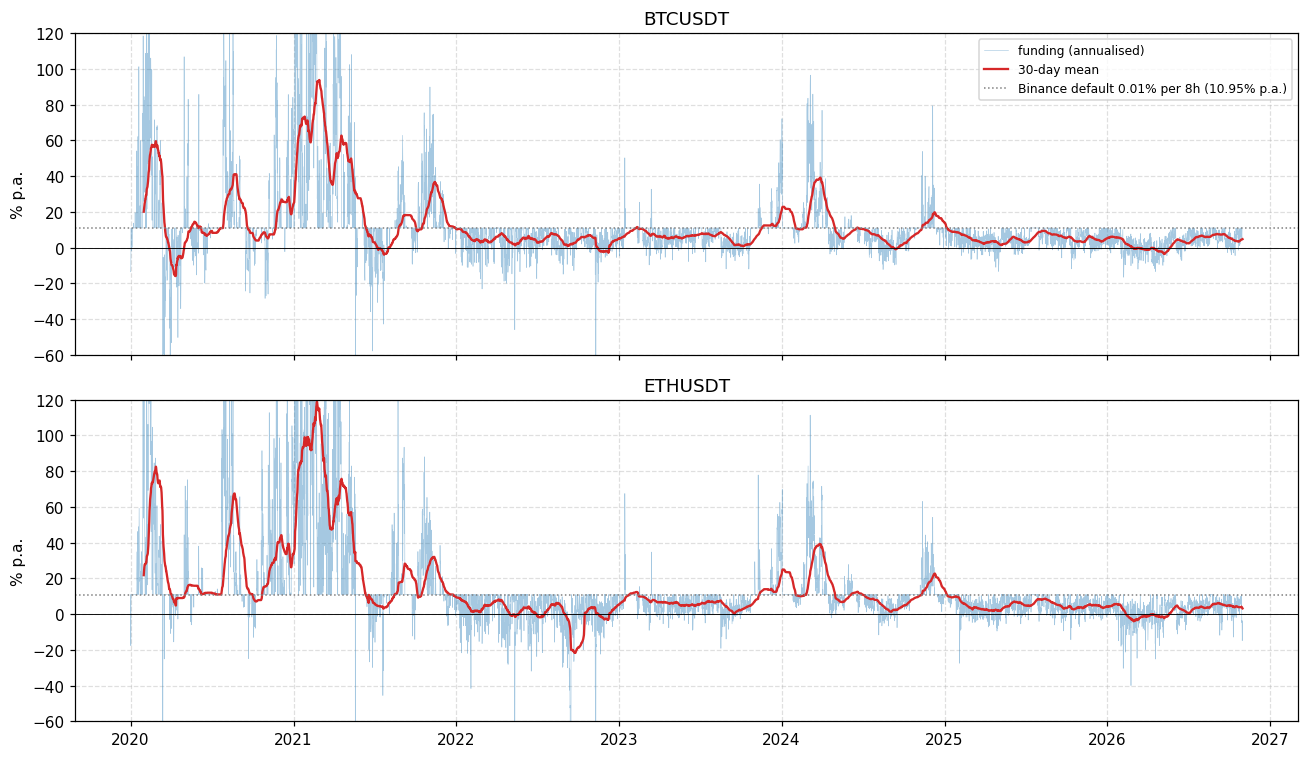 BTCUSDT
120
100
80
60
40
20
0
−20
−40
−60
% p.a.
funding (annualised)
30-day mean
Binance default 0.01% per 8h (10.95% p.a.)
ETHUSDT
120
100
80
60
40
20
0
−20
−40
−60
% p.a.
2020 2021 2022 2023 2024 2025 2026 2027